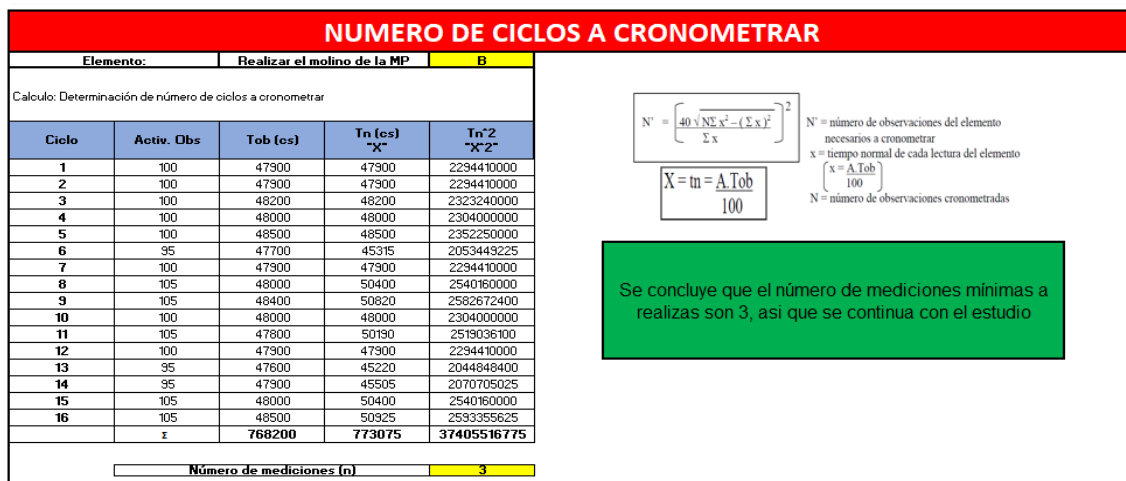 NUMERO DE CICLOS A CRONOMETRAR
Elemento: Realizar el molino de la MP B
Calculo: Determinación de número de ciclos a cronometrar
Ciclo Activ. Obs Tob (cs) Tn (cs) "X" Tn^2 "X^2"
1 100 47900 47900 2294410000
2 100 47900 47900 2294410000
3 100 48200 48200 2323240000
4 100 48000 48000 2304000000
5 100 48500 48500 2352250000
6 95 47700 45315 2053449225
7 100 47900 47900 2294410000
8 105 48000 50400 2540160000
9 105 48400 50820 2582672400
10 100 48000 48000 2304000000
11 105 47800 50190 2519036100
12 100 47900 47900 2294410000
13 95 47600 45220 2044848400
14 95 47900 45505 2070705025
15 105 48000 50400 2540160000
16 105 48500 50925 2593355625
Σ 768200 773075 37405516775
Número de mediciones (n) 3
N' = [40 √NΣ x² – (Σ x)² / Σ x]²
X = tn = A.Tob / 100
N' = número de observaciones del elemento
necesarios a cronometrar
x = tiempo normal de cada lectura del elemento
(x = A.Tob / 100)
N = número de observaciones cronometradas
Se concluye que el número de mediciones mínimas a
realizas son 3, asi que se continua con el estudio